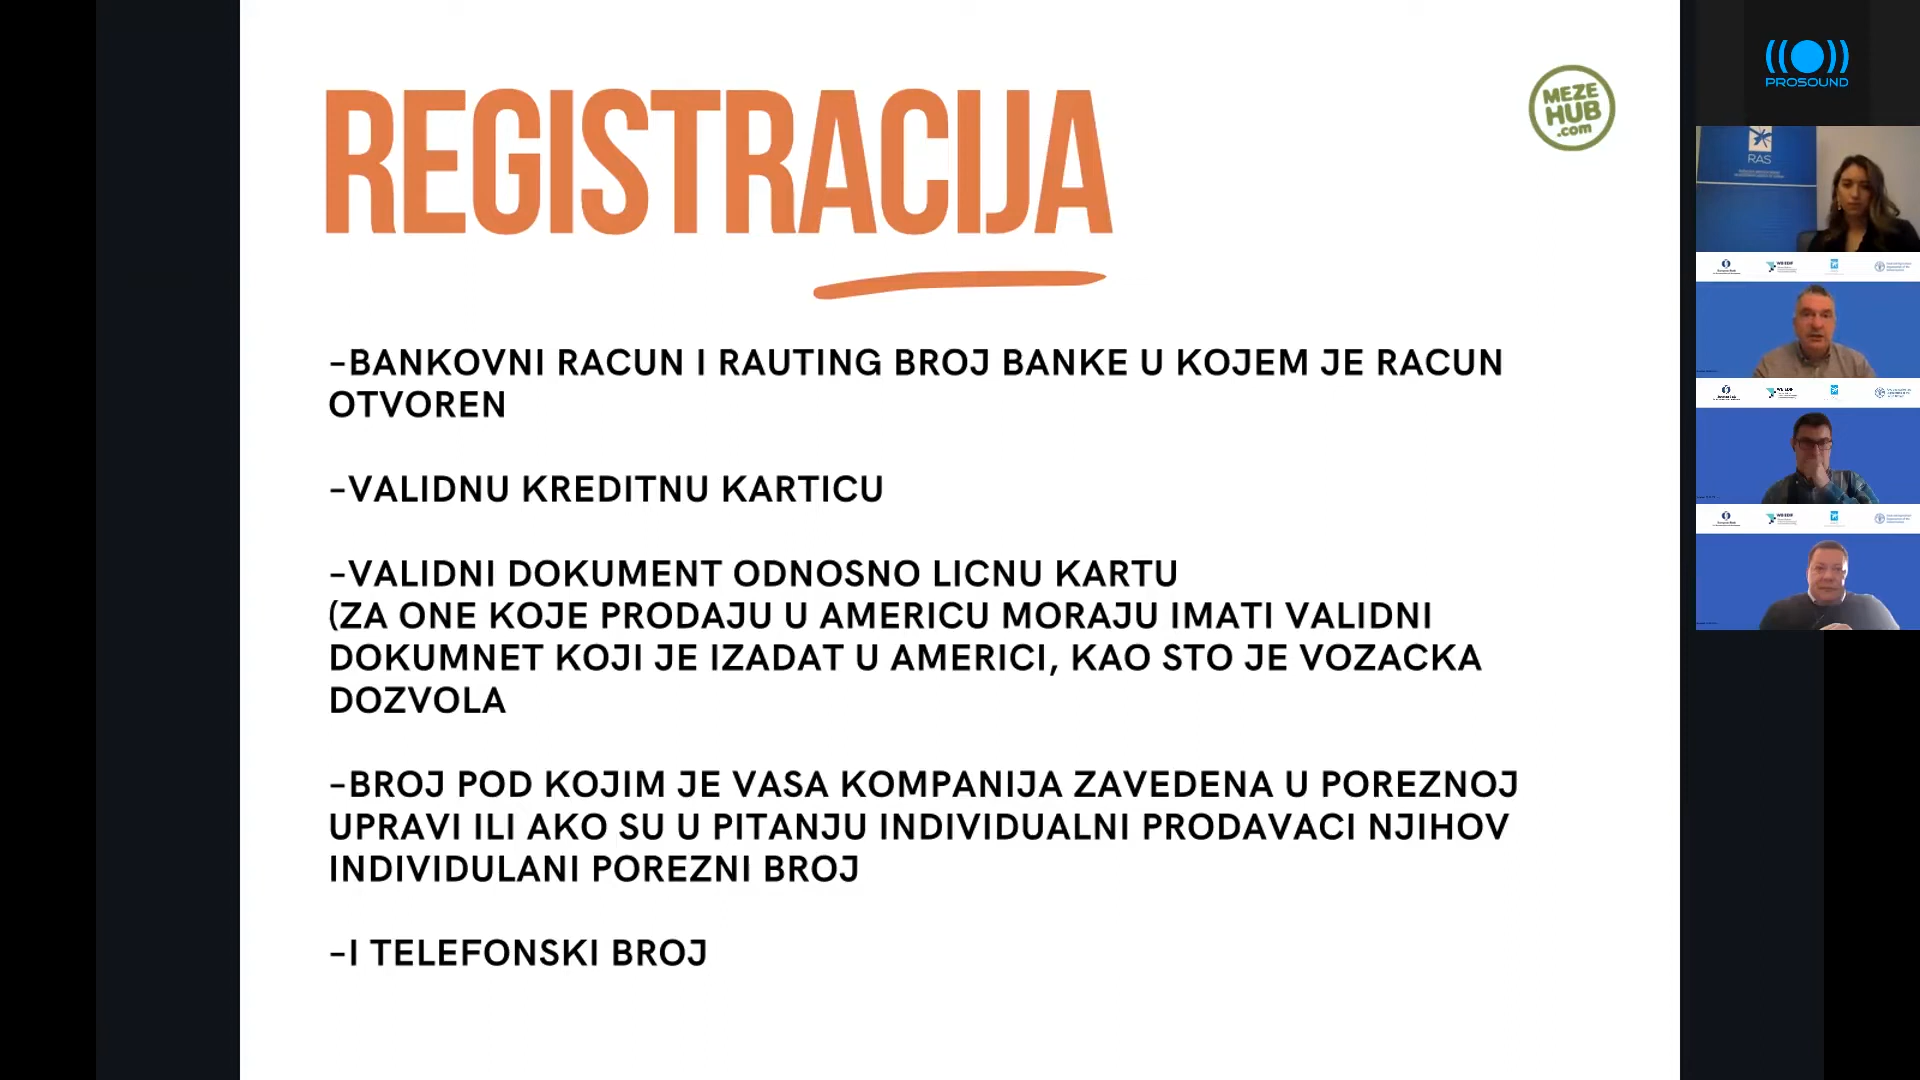 REGISTRACIJA
MEZE
HUB
.com
-BANKOVNI RACUN I RAUTING BROJ BANKE U KOJEM JE RACUN
OTVOREN
-VALIDNU KREDITNU KARTICU
-VALIDNI DOKUMENT ODNOSNO LICNU KARTU
(ZA ONE KOJE PRODAJU U AMERICU MORAJU IMATI VALIDNI
DOKUMNET KOJI JE IZADAT U AMERICI, KAO STO JE VOZACKA
DOZVOLA
-BROJ POD KOJIM JE VASA KOMPANIJA ZAVEDENA U POREZNOJ
UPRAVI ILI AKO SU U PITANJU INDIVIDUALNI PRODAVACI NJIHOV
INDIVIDULANI POREZNI BROJ
-I TELEFONSKI BROJ
PROSOUND
RAS